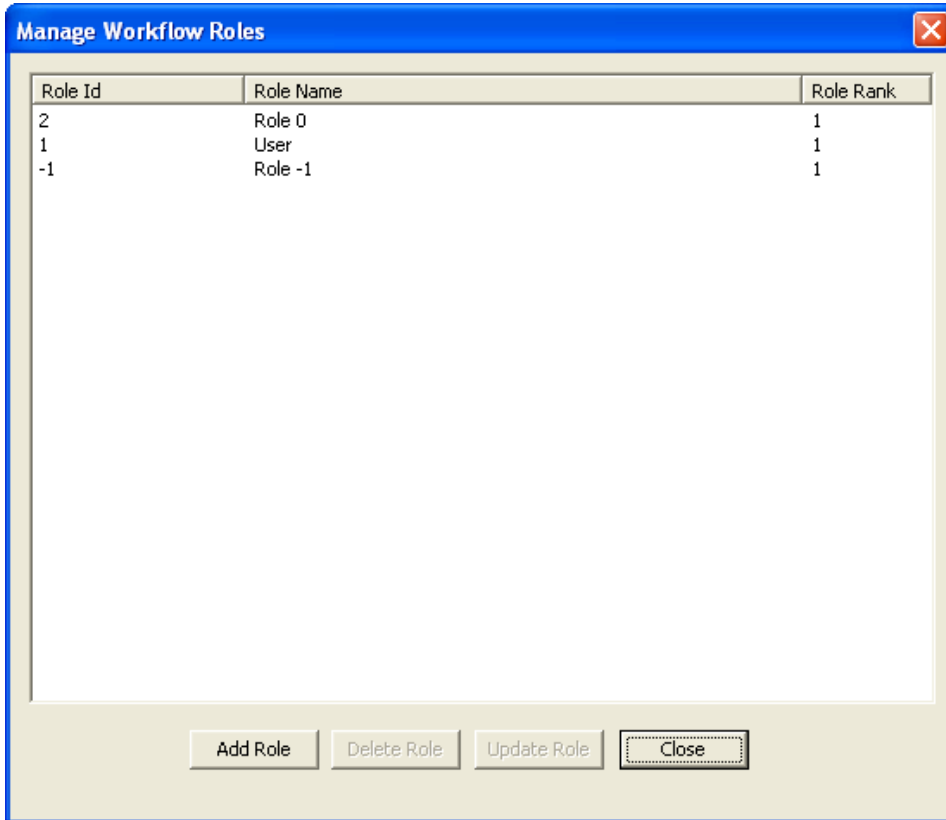 Manage Workflow Roles
Role Id Role Name Role Rank
2 Role 0 1
1 User 1
-1 Role -1 1
Add Role Delete Role Update Role Close